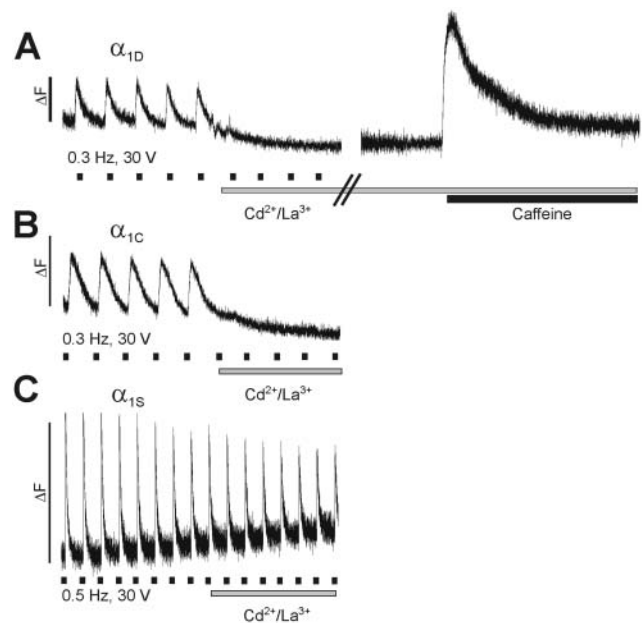 A
α1D
ΔF
0.3 Hz, 30 V
Cd²⁺/La³⁺
Caffeine
B
α1C
ΔF
0.3 Hz, 30 V
Cd²⁺/La³⁺
C
α1S
ΔF
0.5 Hz, 30 V
Cd²⁺/La³⁺